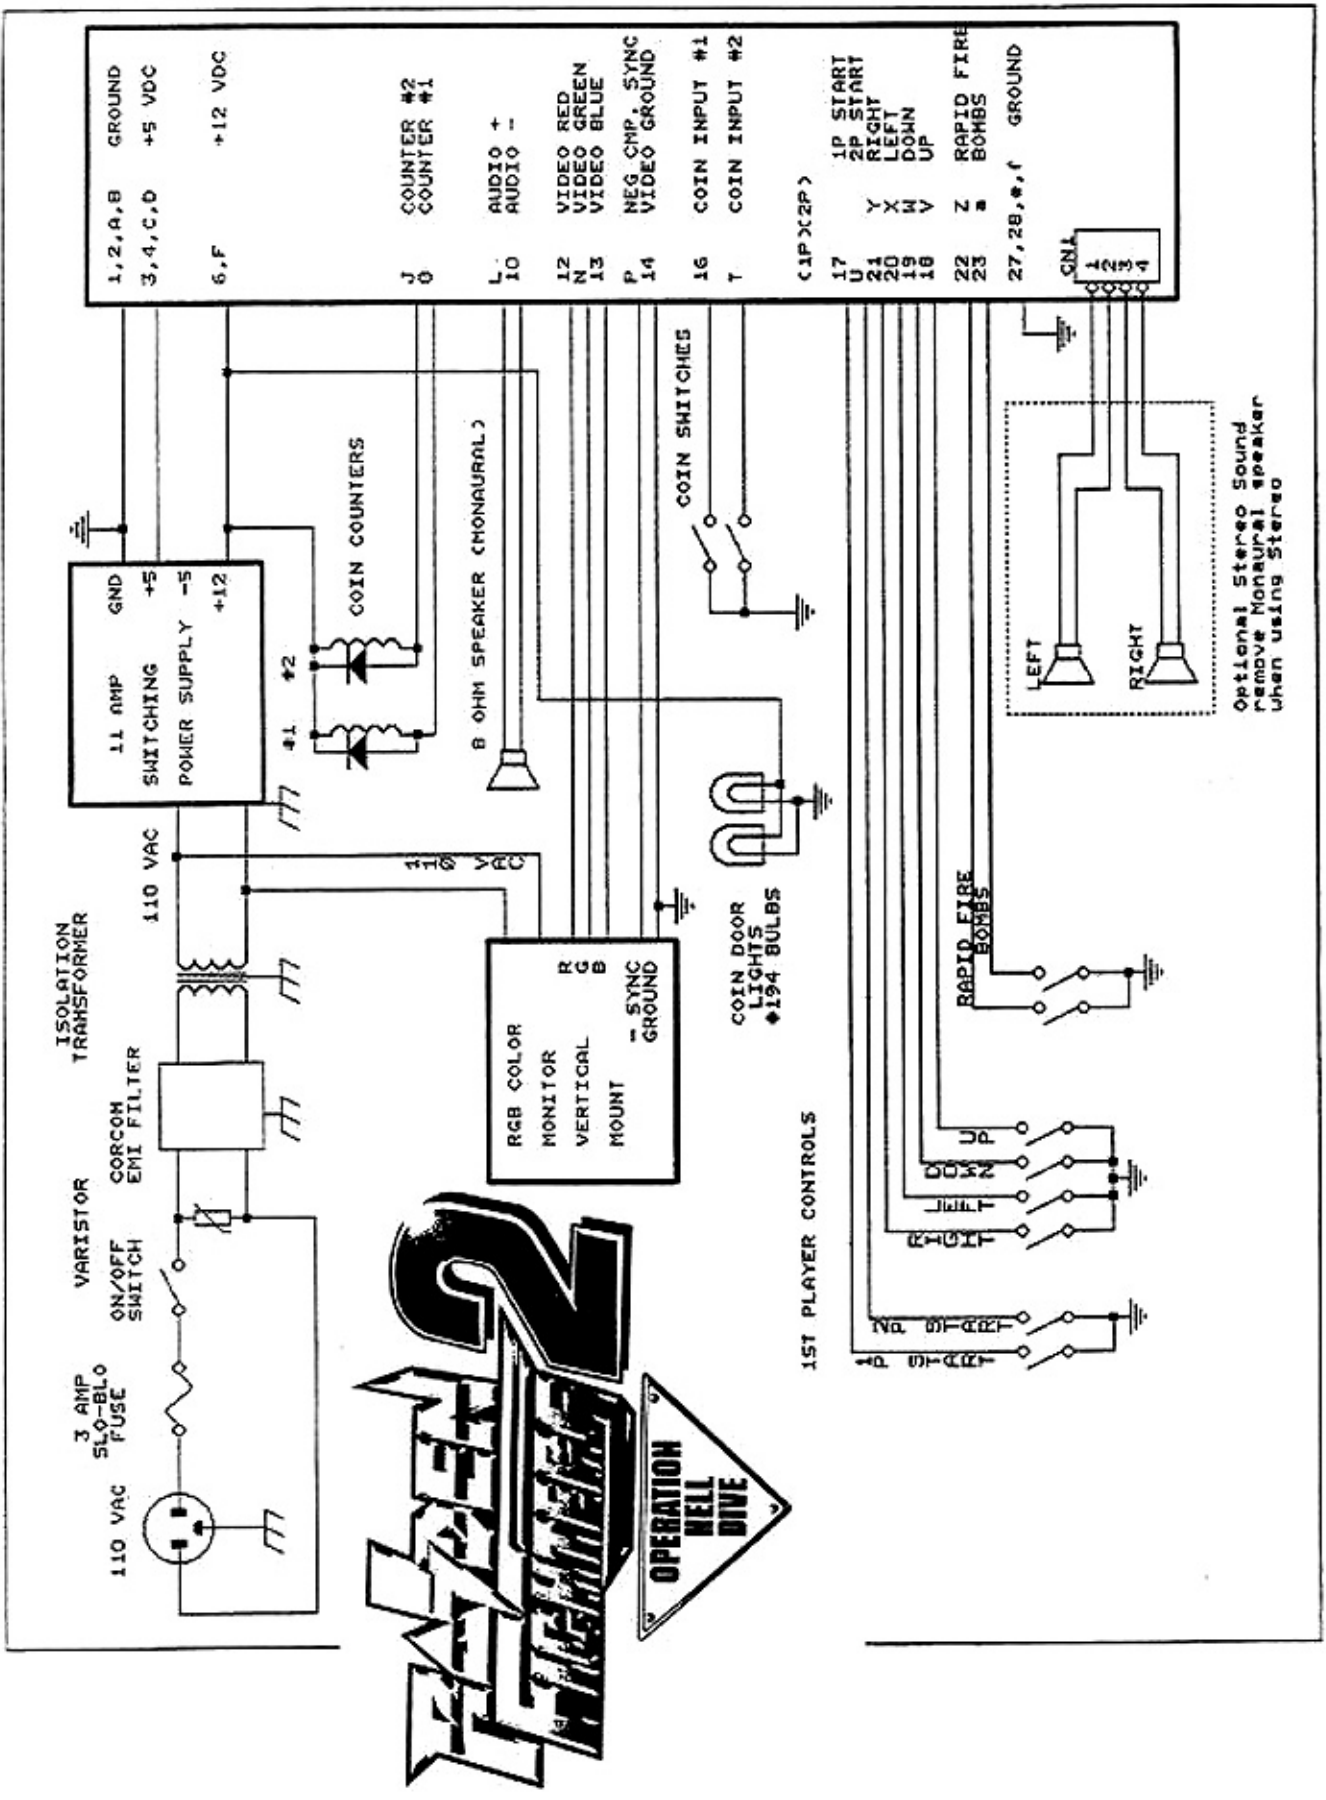 110 VAC
3 AMP
SLO-BLO
FUSE
ON/OFF
SWITCH
VARISTOR
CORCOM
EMI FILTER
ISOLATION
TRANSFORMER
110 VAC
11 AMP
SWITCHING
POWER SUPPLY
GND
+5
-5
+12
1,2,A,B GROUND
3,4,C,D +5 VDC
6,F +12 VDC
#1 #2
COIN COUNTERS
J COUNTER #2
COUNTER #1
8 OHM SPEAKER (MONAURAL)
L AUDIO +
10 AUDIO -
110 VAC
RGB COLOR
MONITOR
VERTICAL
MOUNT
R
G
B
- SYNC
GROUND
12 VIDEO RED
N VIDEO GREEN
13 VIDEO BLUE
P NEG CMP. SYNC
14 VIDEO GROUND
COIN SWITCHES
16 COIN INPUT #1
T COIN INPUT #2
COIN DOOR
LIGHTS
194 BULBS
2
OPERATION
HELL
DIVE
1ST PLAYER CONTROLS
(1P)(2P)
17 1P START
U 2P START
21 Y RIGHT
20 X LEFT
19 W DOWN
18 V UP
22 Z RAPID FIRE
23 a BOMBS
27,28,e,f GROUND
1P START
2P START
RIGHT
LEFT
DOWN
UP
RAPID FIRE
BOMBS
CN1
1
2
3
4
LEFT
RIGHT
Optional Stereo Sound
remove Monaural speaker
when using Stereo